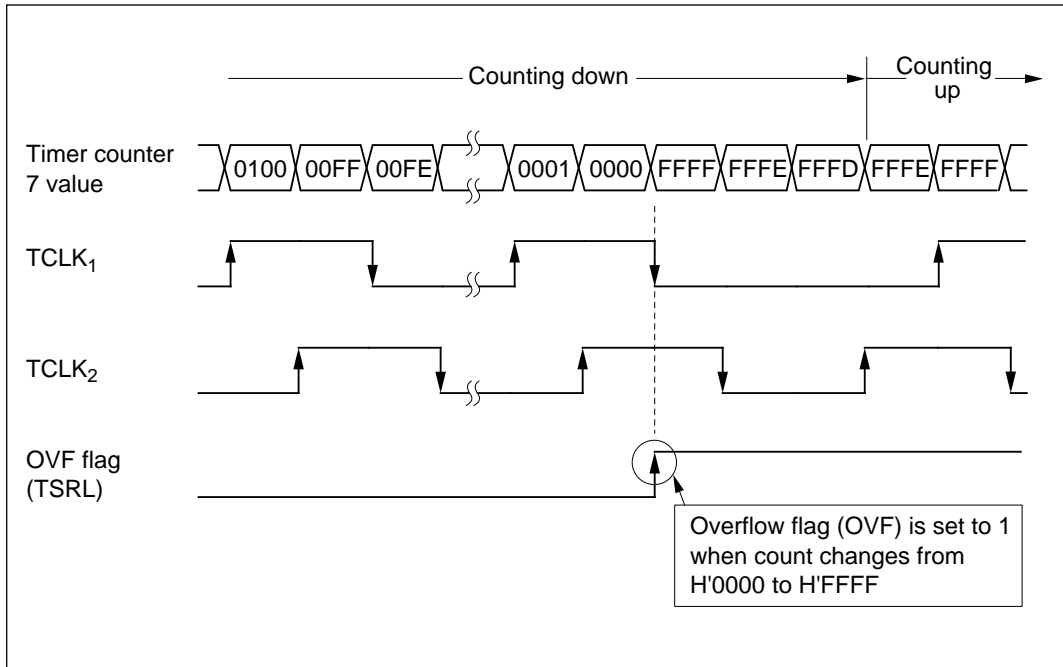 Counting down
Counting
up
Timer counter
7 value
0100 00FF 00FE 0001 0000 FFFF FFFE FFFD FFFE FFFF
TCLK1
TCLK2
OVF flag
(TSRL)
Overflow flag (OVF) is set to 1
when count changes from
H'0000 to H'FFFF